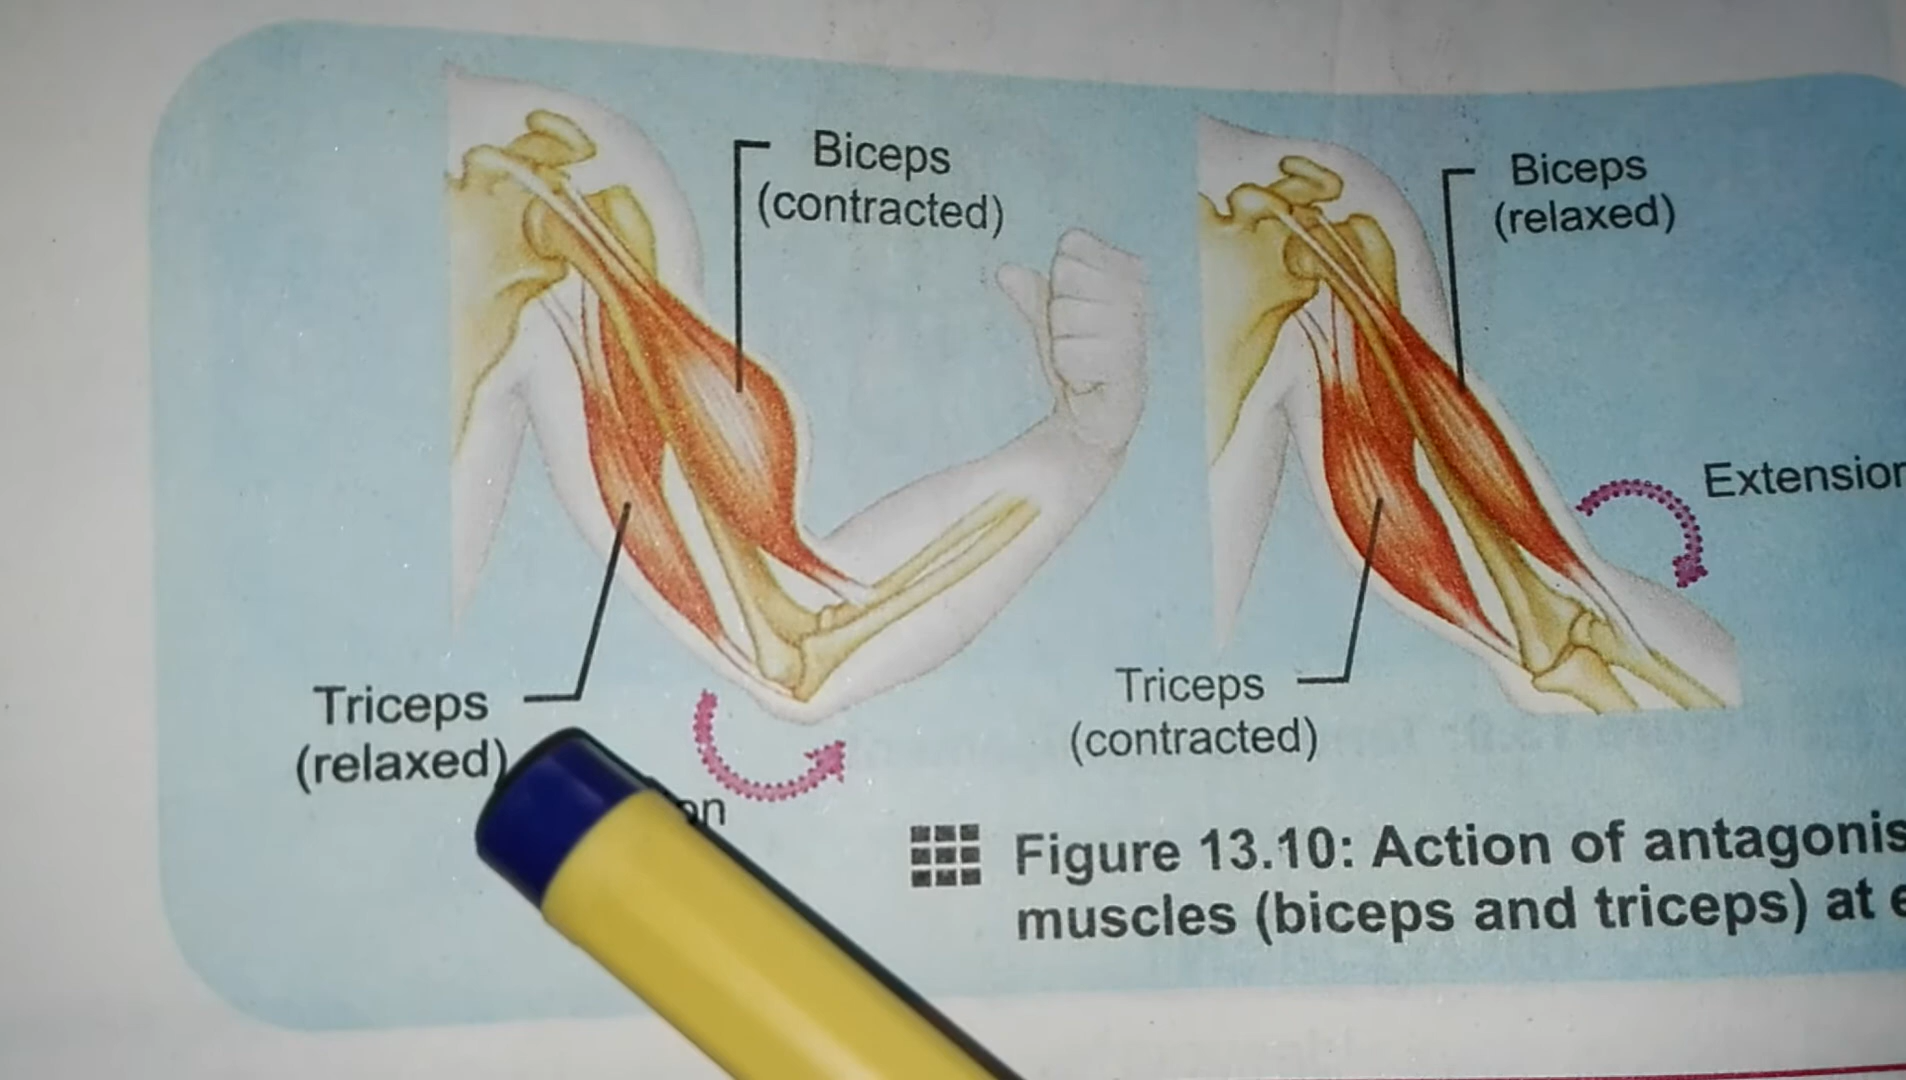 Biceps
(contracted)
Triceps
(relaxed)
Biceps
(relaxed)
Extension
Triceps
(contracted)
Figure 13.10: Action of antagonis
muscles (biceps and triceps) at e